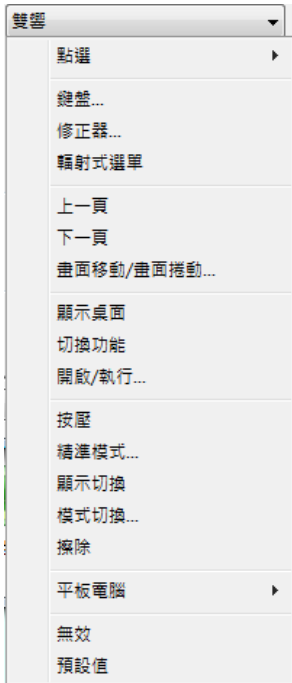 雙響
點選
鍵盤...
修正器...
輻射式選單
上一頁
下一頁
畫面移動/畫面捲動...
顯示桌面
切換功能
開啟/執行...
按壓
精準模式...
顯示切換
模式切換...
擦除
平板電腦
無效
預設值